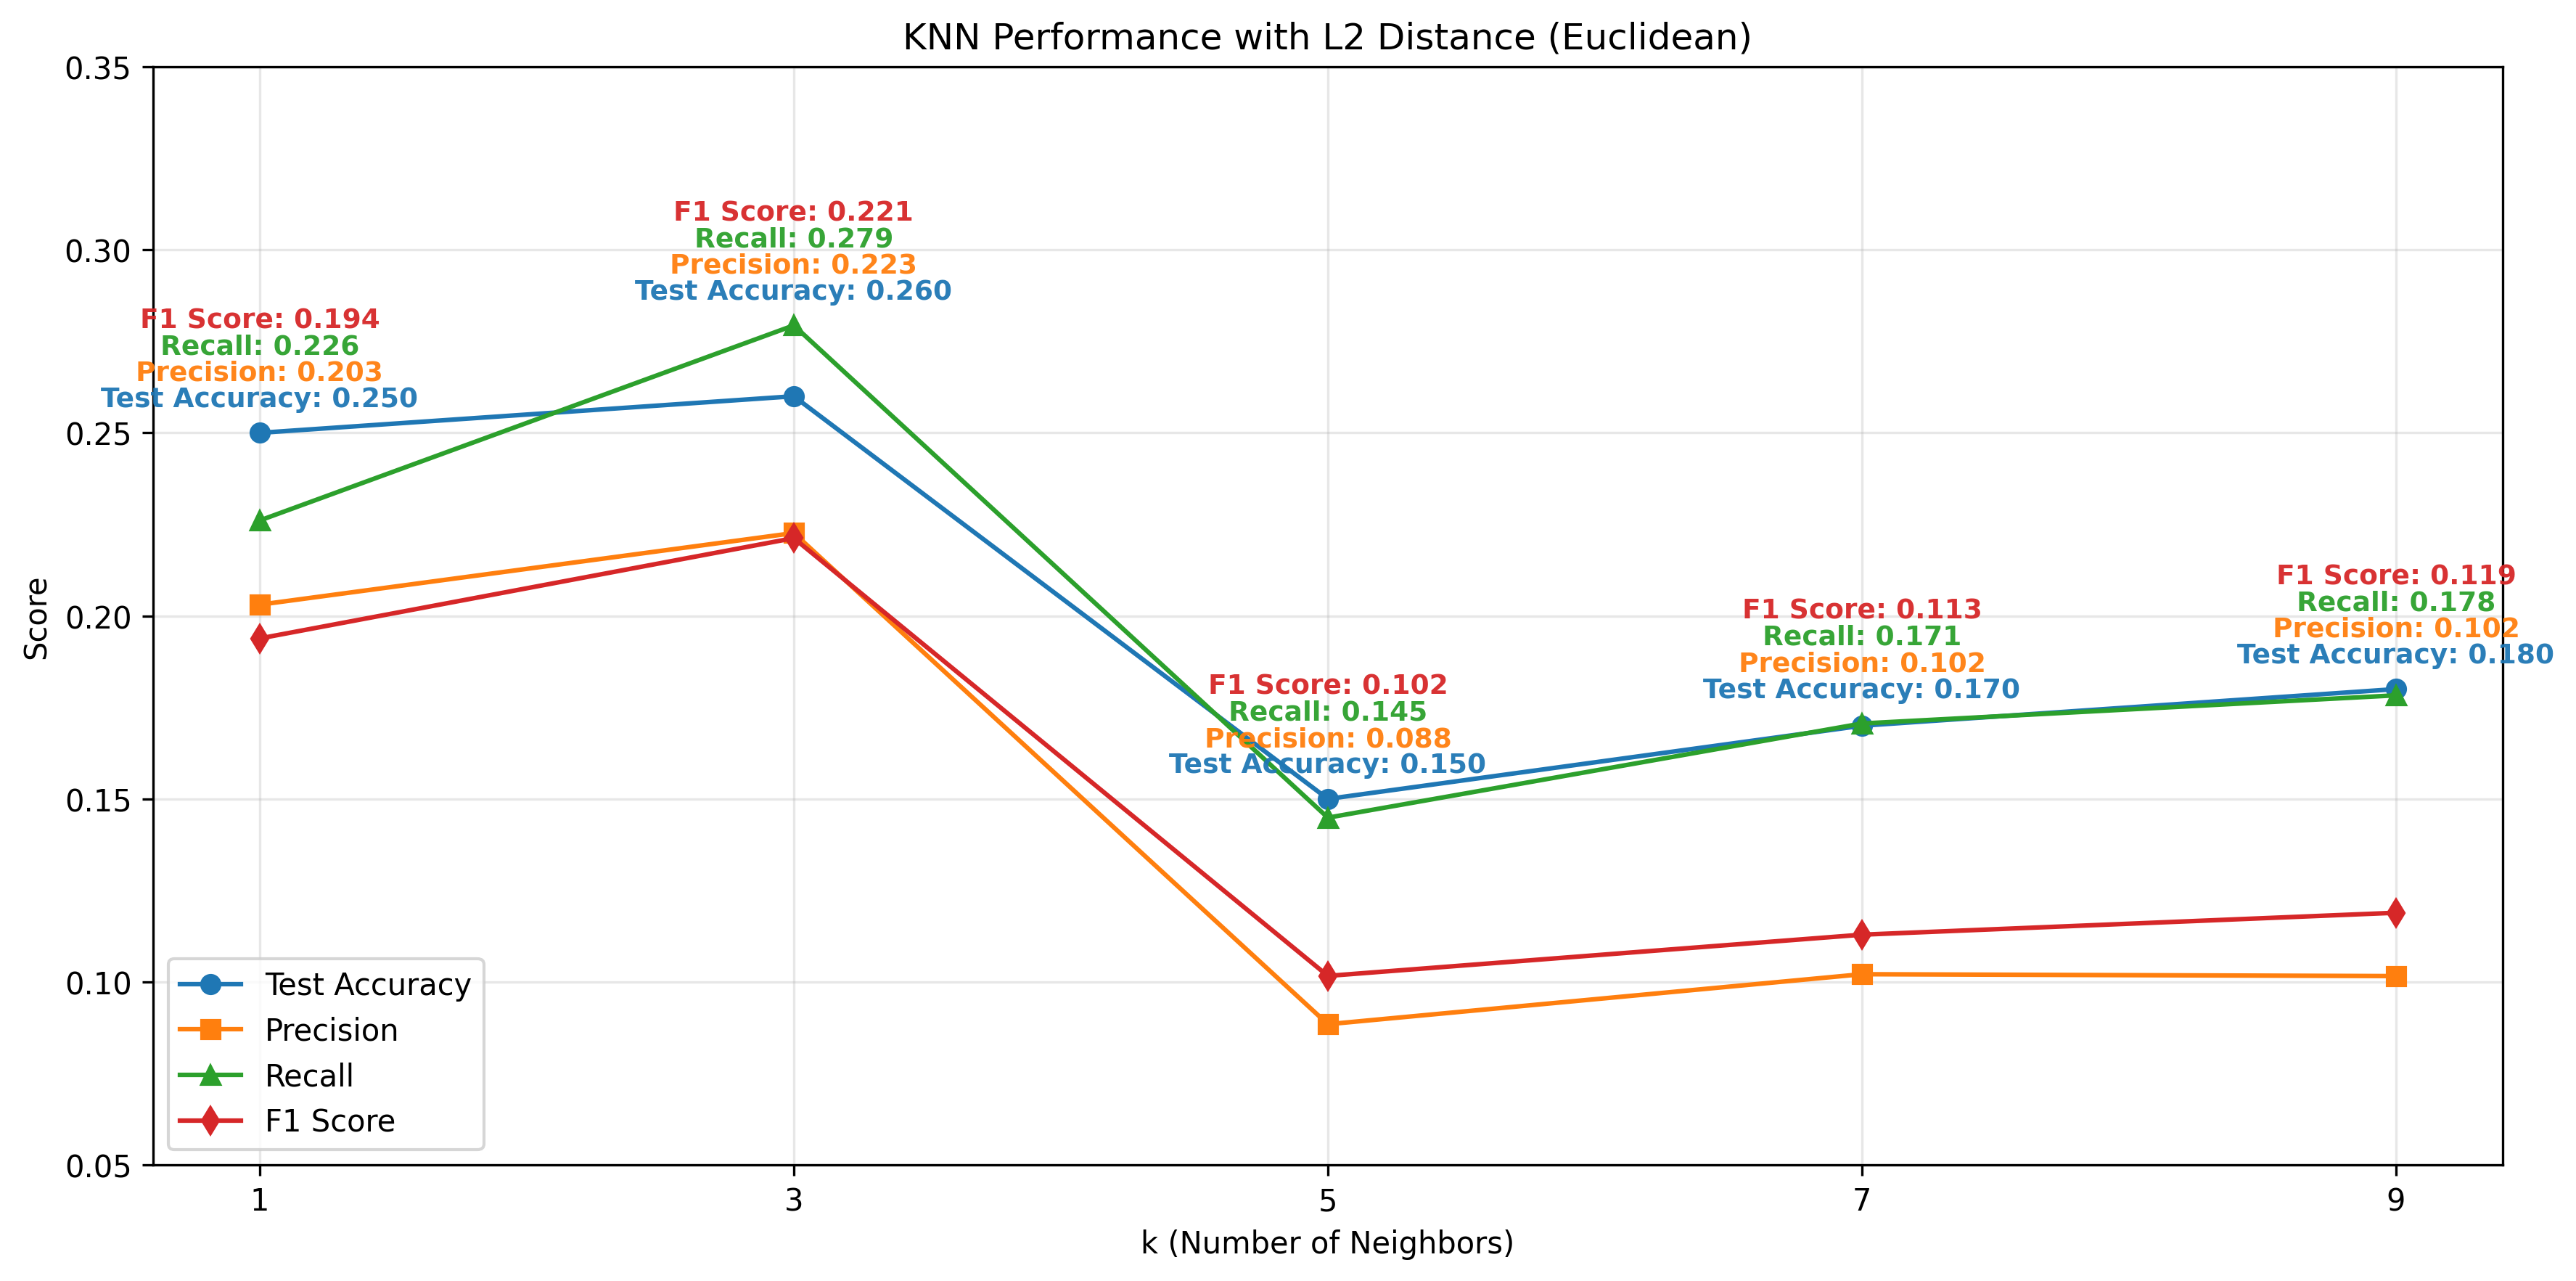 KNN Performance with L2 Distance (Euclidean)
0.35
0.30
0.25
0.20
0.15
0.10
0.05
Score
F1 Score: 0.194
Recall: 0.226
Precision: 0.203
Test Accuracy: 0.250
F1 Score: 0.221
Recall: 0.279
Precision: 0.223
Test Accuracy: 0.260
F1 Score: 0.102
Recall: 0.145
Precision: 0.088
Test Accuracy: 0.150
F1 Score: 0.113
Recall: 0.171
Precision: 0.102
Test Accuracy: 0.170
F1 Score: 0.119
Recall: 0.178
Precision: 0.102
Test Accuracy: 0.180
Test Accuracy
Precision
Recall
F1 Score
1 3 5 7 9
k (Number of Neighbors)